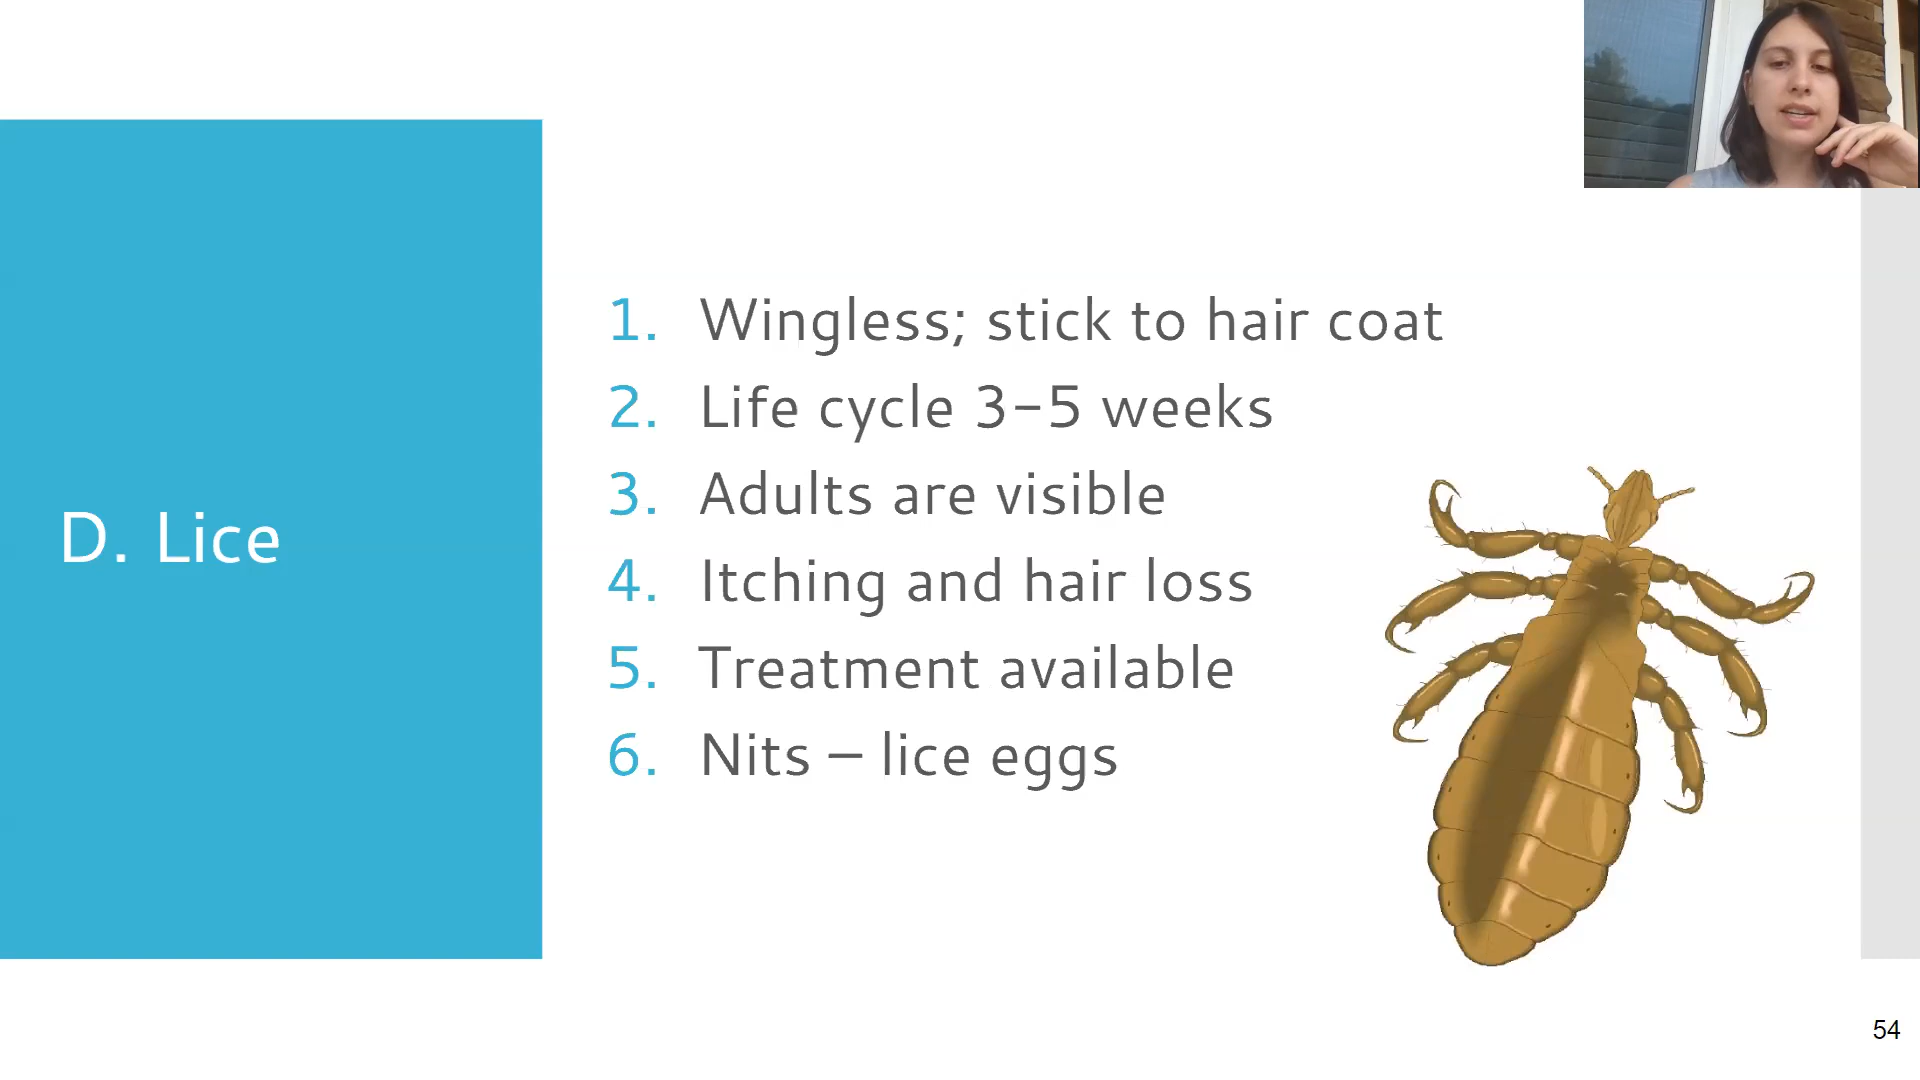 D. Lice
1. Wingless; stick to hair coat
2. Life cycle 3-5 weeks
3. Adults are visible
4. Itching and hair loss
5. Treatment available
6. Nits – lice eggs
54